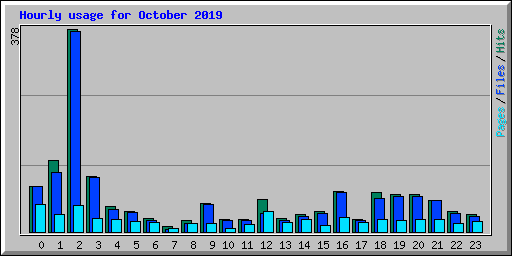 Hourly usage for October 2019
378
Pages/Files/Hits
0 1 2 3 4 5 6 7 8 9 10 11 12 13 14 15 16 17 18 19 20 21 22 23